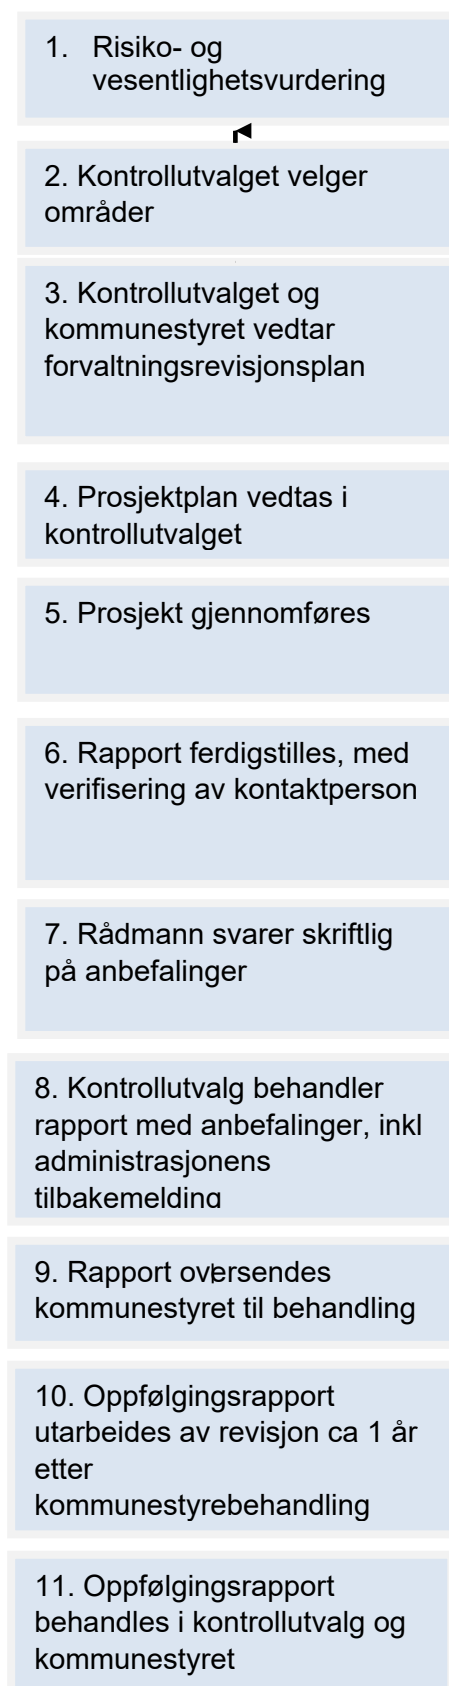 1. Risiko- og
vesentlighetsvurdering
2. Kontrollutvalget velger
områder
3. Kontrollutvalget og
kommunestyret vedtar
forvaltningsrevisjonsplan
4. Prosjektplan vedtas i
kontrollutvalget
5. Prosjekt gjennomføres
6. Rapport ferdigstilles, med
verifisering av kontaktperson
7. Rådmann svarer skriftlig
på anbefalinger
8. Kontrollutvalg behandler
rapport med anbefalinger, inkl
administrasjonens
tilbakemelding
9. Rapport oversendes
kommunestyret til behandling
10. Oppfølgingsrapport
utarbeides av revisjon ca 1 år
etter
kommunestyrebehandling
11. Oppfølgingsrapport
behandles i kontrollutvalg og
kommunestyret